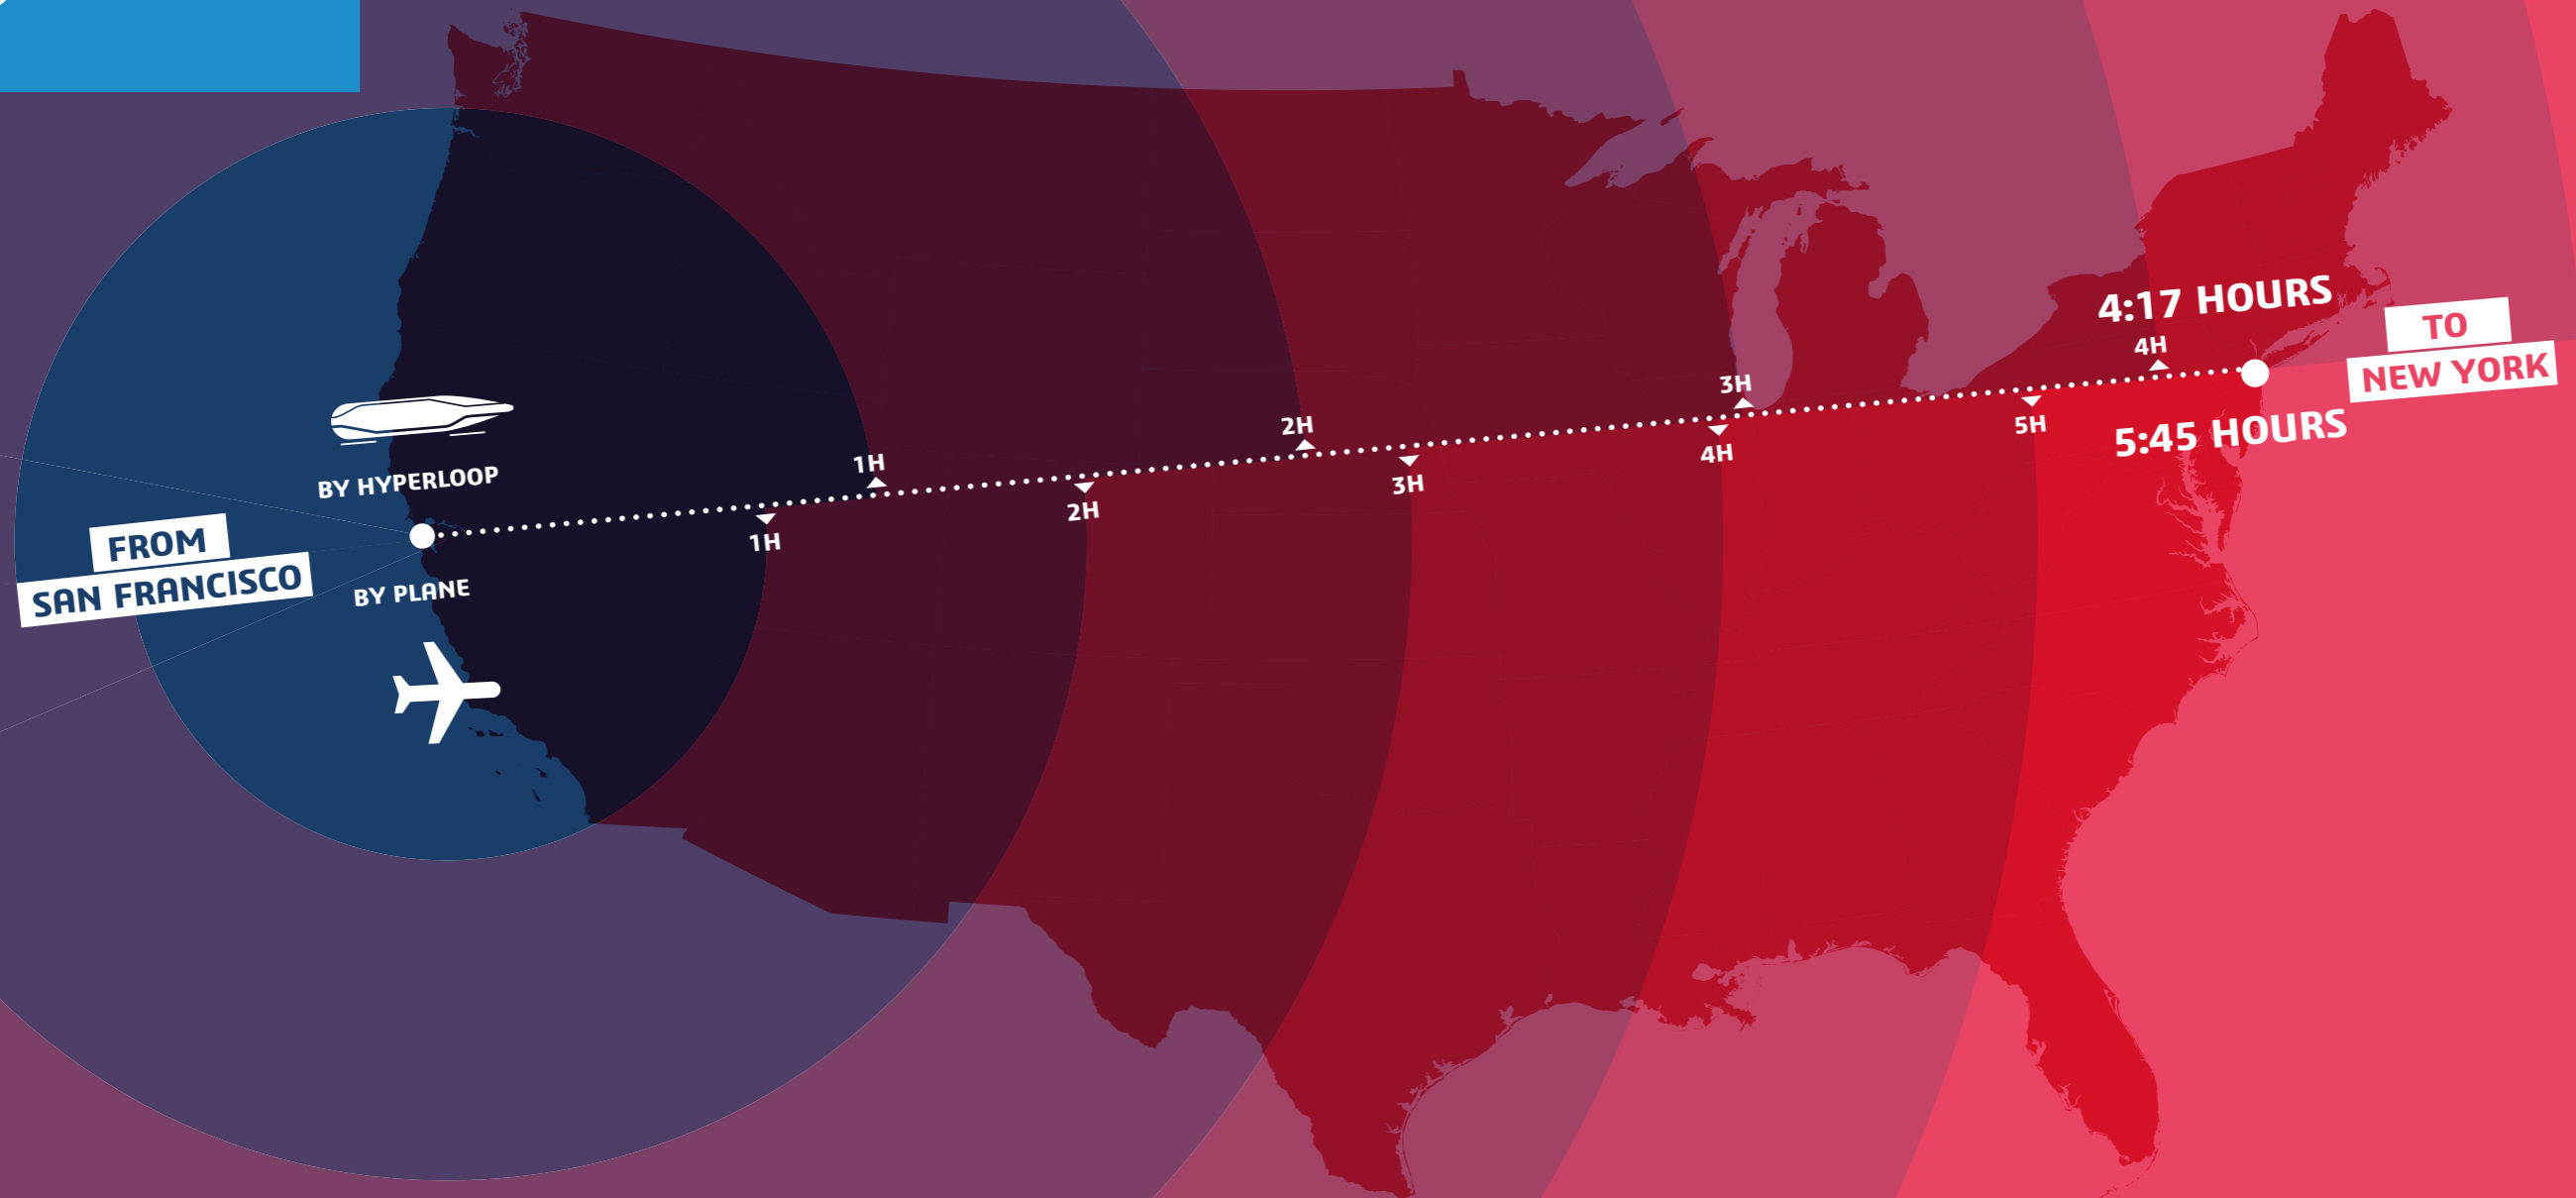 4:17 HOURS
TO
NEW YORK
4H
3H
2H
1H
BY HYPERLOOP
FROM
SAN FRANCISCO
BY PLANE
1H
2H
3H
4H
5H
5:45 HOURS